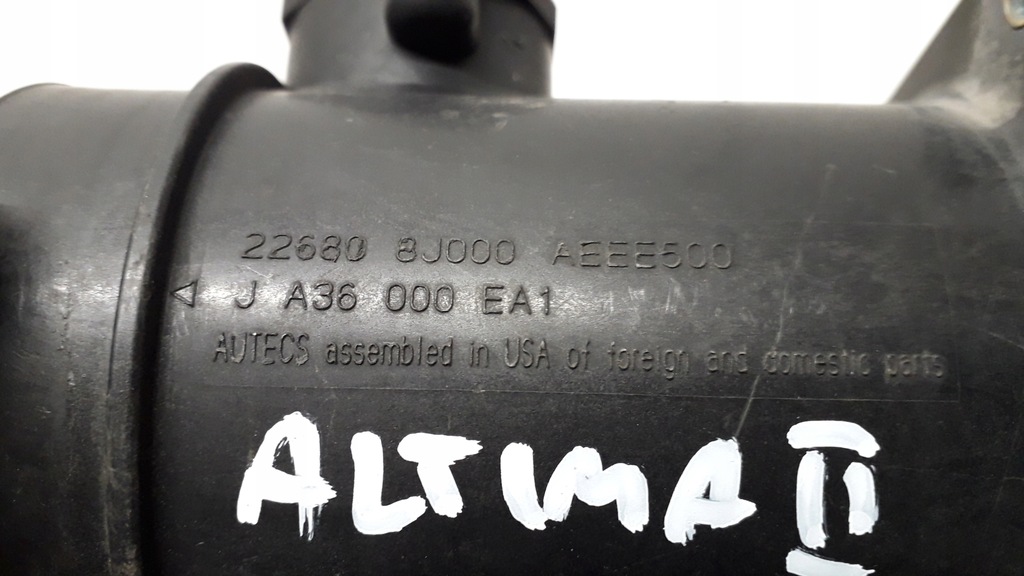 22680 8J000 AEEE500
J A36 000 EA1
AUTECS assembled in USA of foreign and domestic parts
ALTIMA II